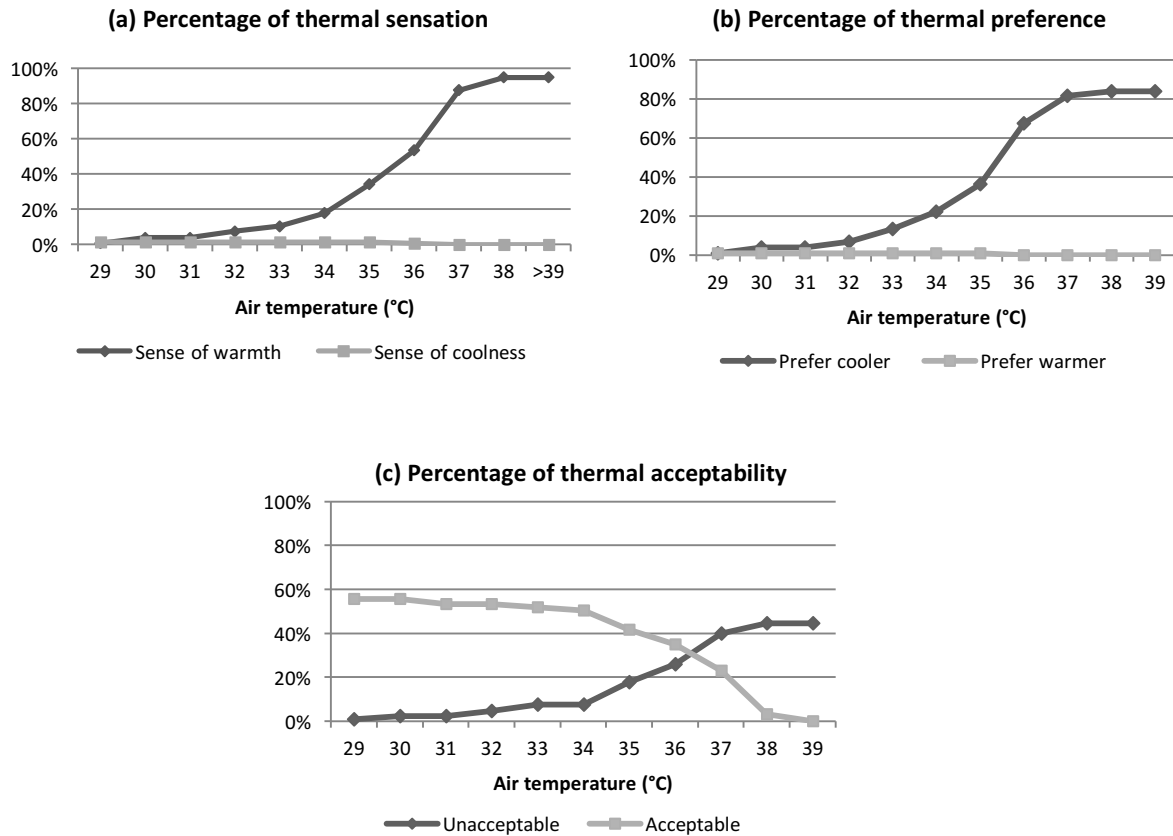 (a) Percentage of thermal sensation
100%
80%
60%
40%
20%
0%
29 30 31 32 33 34 35 36 37 38 >39
Air temperature (°C)
Sense of warmth Sense of coolness
(b) Percentage of thermal preference
100%
80%
60%
40%
20%
0%
29 30 31 32 33 34 35 36 37 38 39
Air temperature (°C)
Prefer cooler Prefer warmer
(c) Percentage of thermal acceptability
100%
80%
60%
40%
20%
0%
29 30 31 32 33 34 35 36 37 38 39
Air temperature (°C)
Unacceptable Acceptable